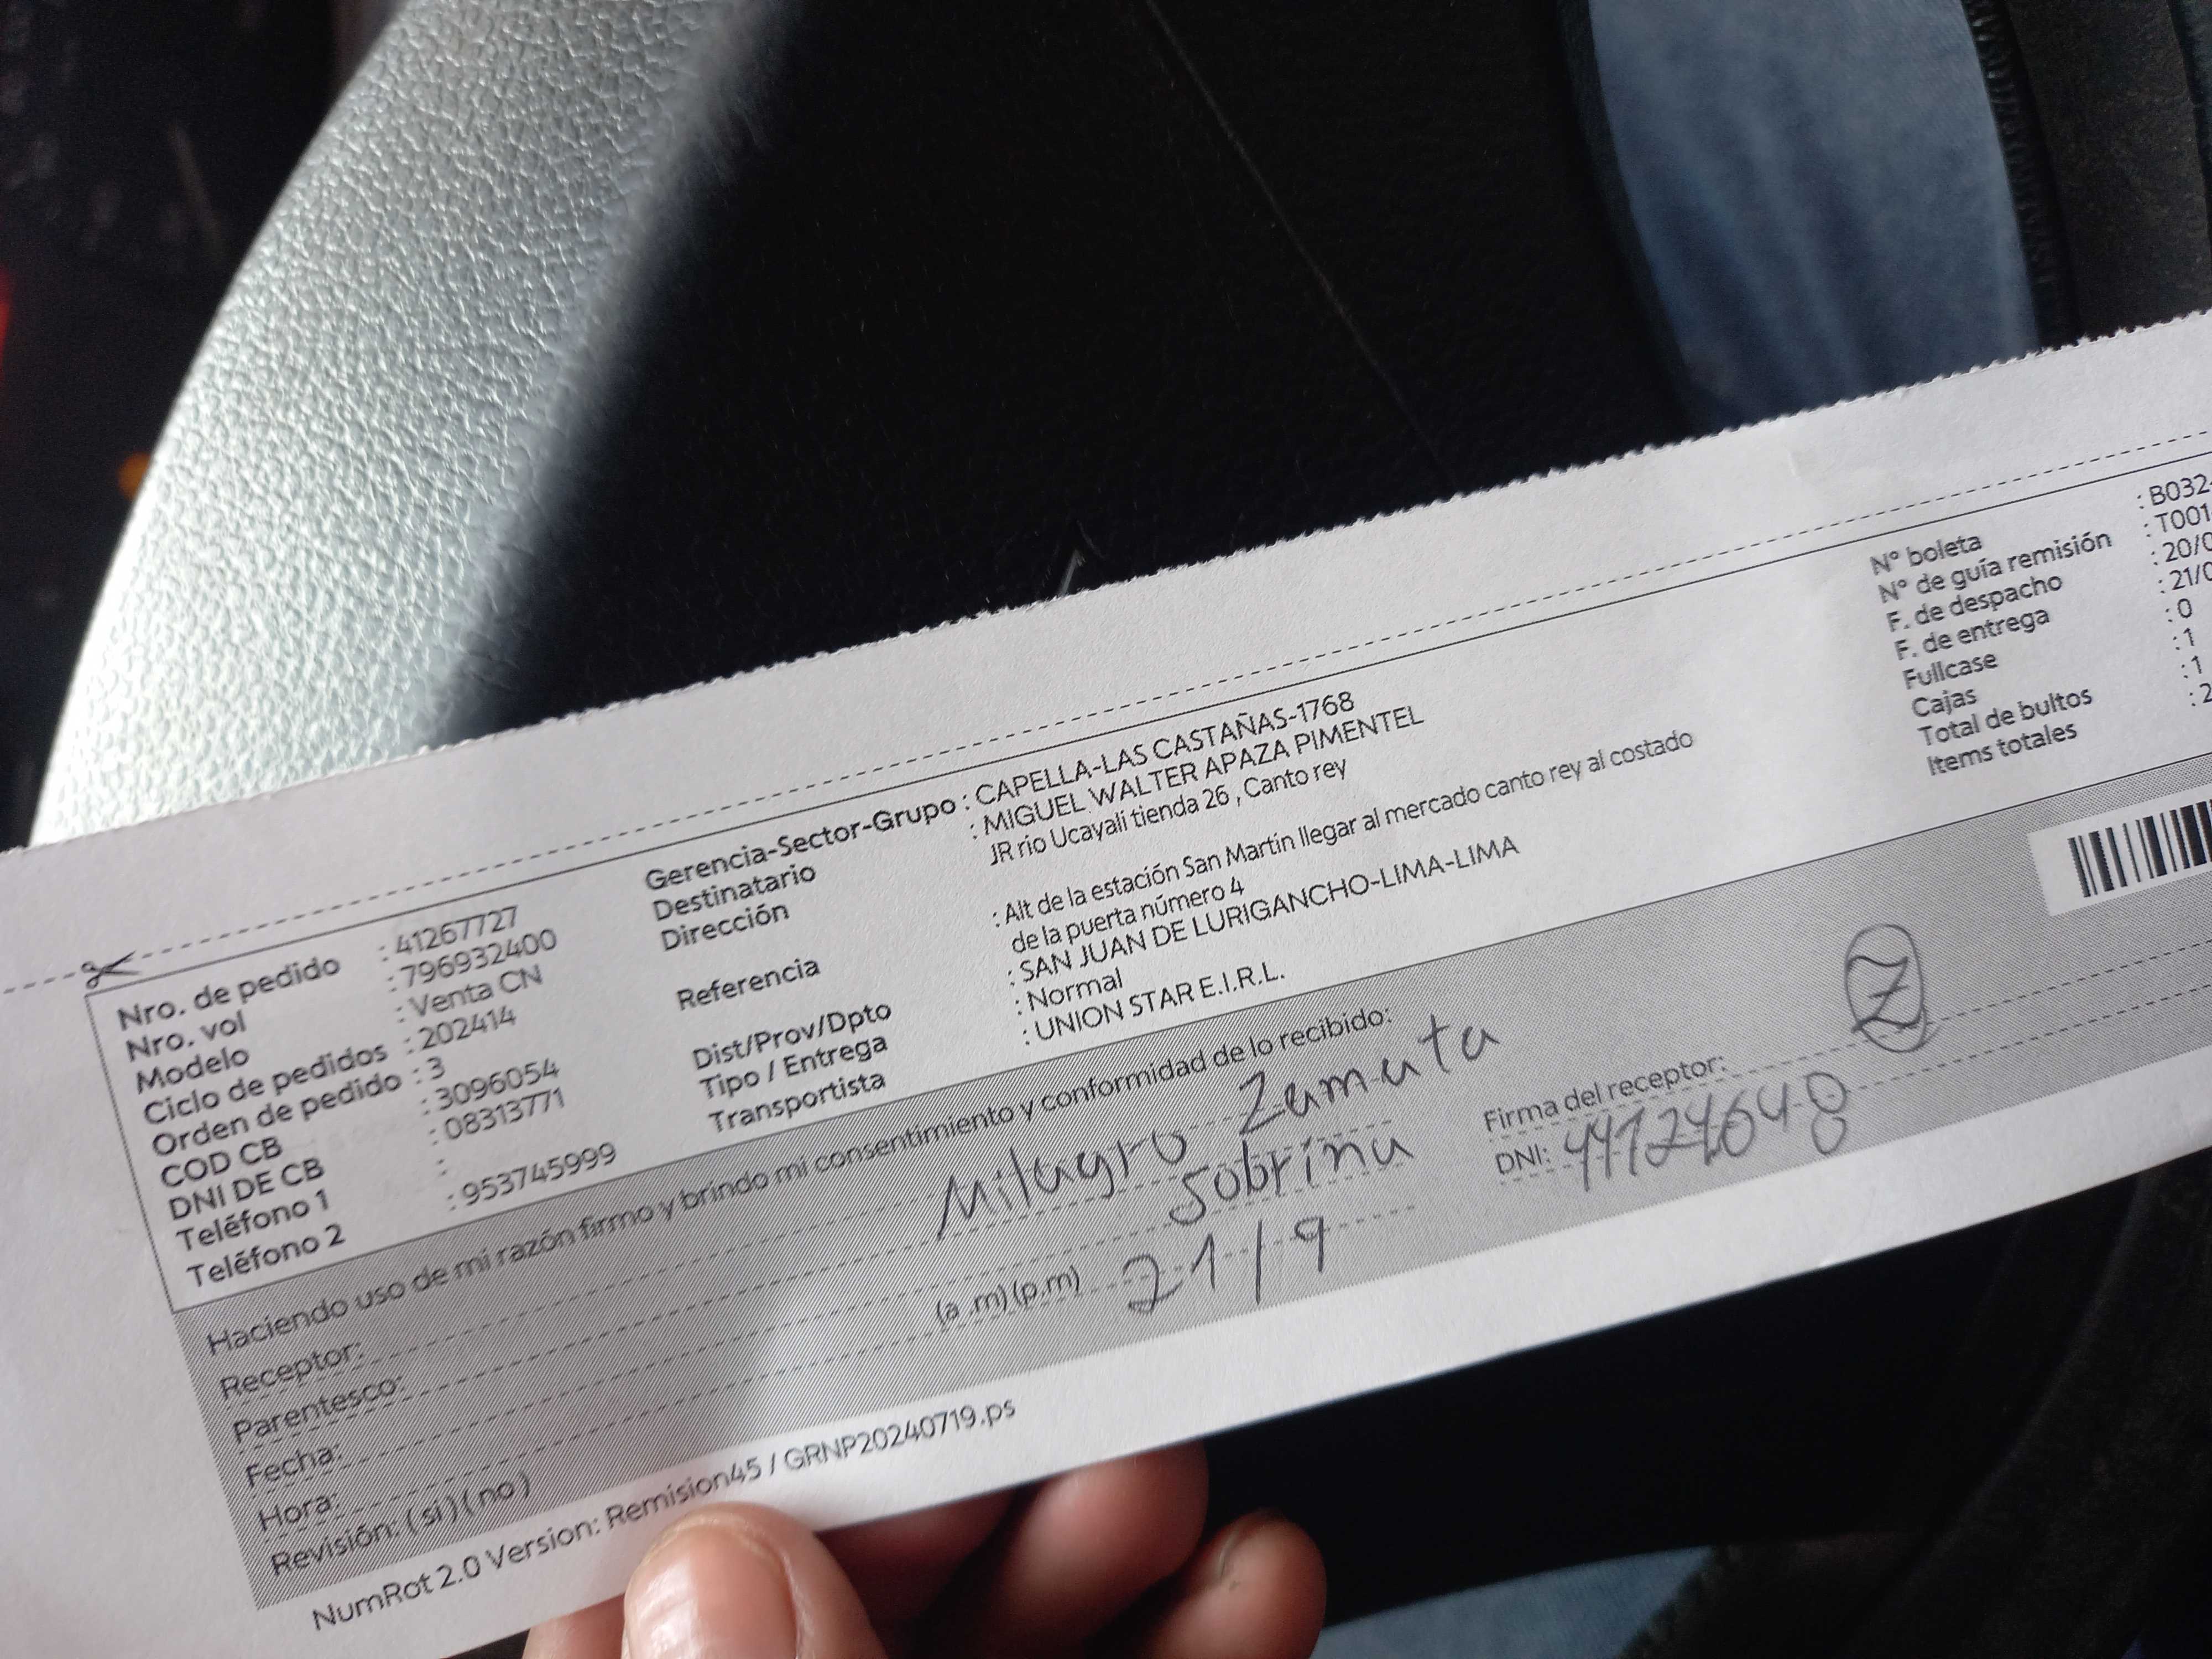 Nro. de pedido : 41267727
Nro. vol : 796932400
Modelo : Venta CN
Ciclo de pedidos : 202414
Orden de pedido : 3
COD CB : 3096054
DNI DE CB : 08313771
Teléfono 1 :
Teléfono 2 : 953745999
Gerencia-Sector-Grupo : CAPELLA-LAS CASTAÑAS-1768
Destinatario : MIGUEL WALTER APAZA PIMENTEL
Dirección JR rio Ucayali tienda 26 , Canto rey
Referencia : Alt de la estación San Martin llegar al mercado canto rey al costado
de la puerta número 4
Dist/Prov/Dpto : SAN JUAN DE LURIGANCHO-LIMA-LIMA
Tipo / Entrega : Normal
Transportista : UNION STAR E.I.R.L.
N° boleta : B032-
N° de guía remisión : T001
F. de despacho : 20/0
F. de entrega : 21/0
Fullcase : 0
Cajas : 1
Total de bultos : 1
Items totales : 2
Haciendo uso de mi razón firmo y brindo mi consentimiento y conformidad de lo recibido:
Receptor: Milagro Zamata
Parentesco: Sobrina
Fecha: 21/9
Hora: (a .m) (p.m)
Revisión: ( si ) ( no )
Firma del receptor:
DNI:
NumRot 2.0 Version: Remision45 / GRNP20240719.ps